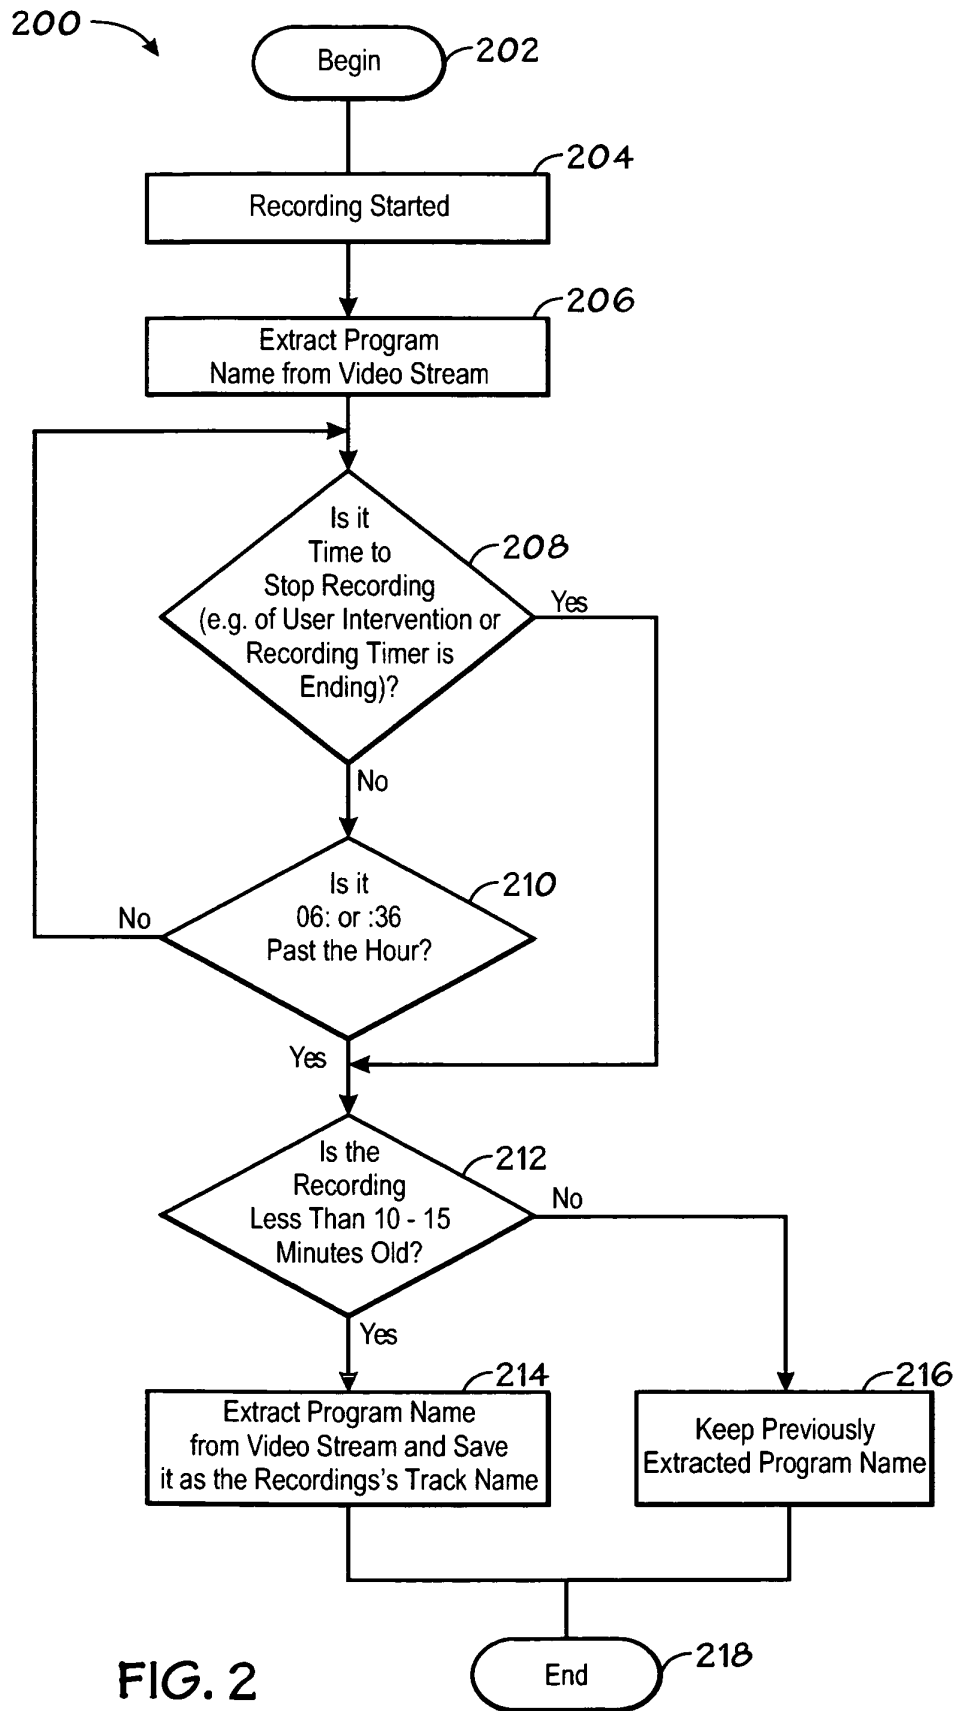 200
Begin
202
204
Recording Started
206
Extract Program
Name from Video Stream
Is it
Time to
Stop Recording
(e.g. of User Intervention or
Recording Timer is
Ending)?
208
Yes
No
Is it
06: or :36
Past the Hour?
210
No
Yes
Is the
Recording
Less Than 10 - 15
Minutes Old?
212
No
Yes
214
Extract Program Name
from Video Stream and Save
it as the Recordings's Track Name
216
Keep Previously
Extracted Program Name
End
218
FIG. 2